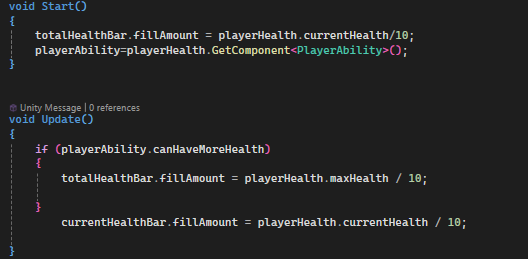 void Start()
{
totalHealthBar.fillAmount = playerHealth.currentHealth/10;
playerAbility=playerHealth.GetComponent<PlayerAbility>();
}
Unity Message | 0 references
void Update()
{
if (playerAbility.canHaveMoreHealth)
{
totalHealthBar.fillAmount = playerHealth.maxHealth / 10;
}
currentHealthBar.fillAmount = playerHealth.currentHealth / 10;
}